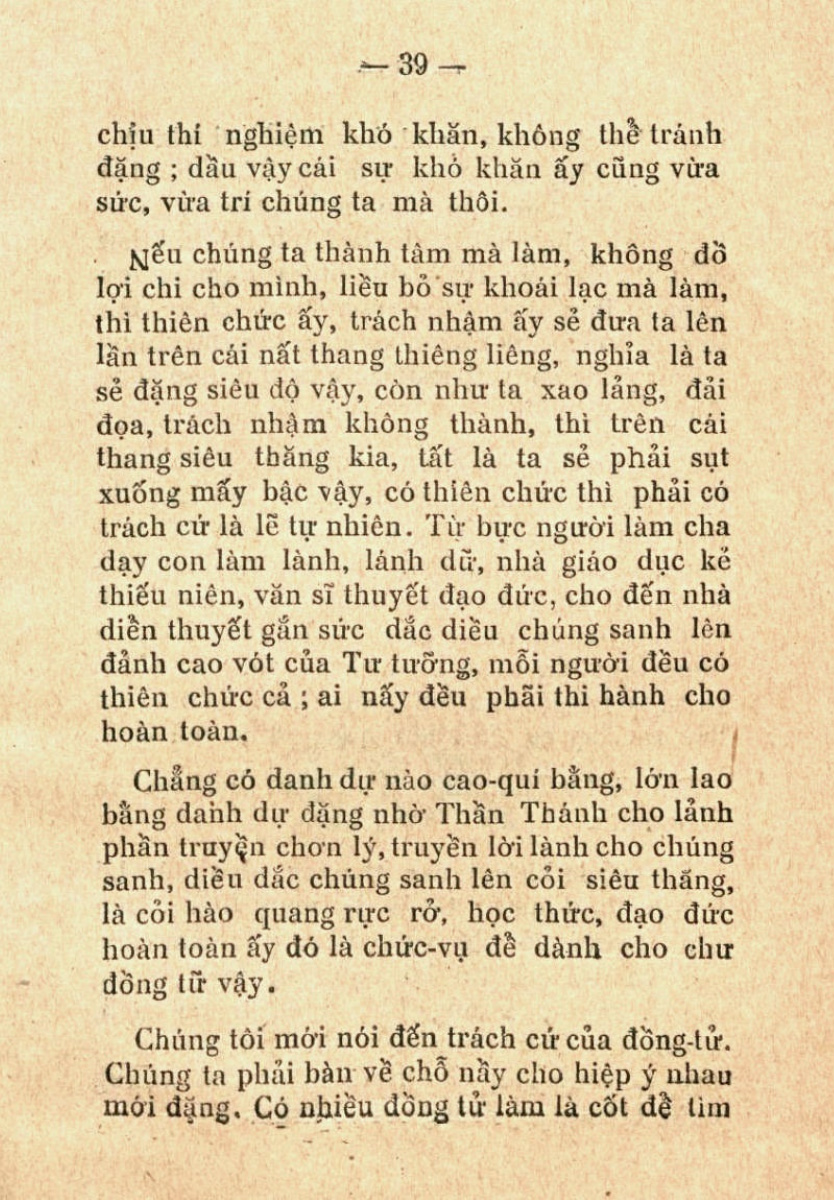 — 39 —
chịu thí nghiệm khó khăn, không thể tránh
đặng ; dầu vậy cái sự khó khăn ấy cũng vừa
sức, vừa trí chúng ta mà thôi.
Nếu chúng ta thành tâm mà làm, không đồ
lợi chi cho mình, liều bỏ sự khoái lạc mà làm,
thì thiên chức ấy, trách nhậm ấy sẻ đưa ta lên
lần trên cái nất thang thiêng liêng, nghỉa là ta
sẻ đặng siêu độ vậy, còn như ta xao lảng, đải
đọa, trách nhậm không thành, thì trên cái
thang siêu thăng kia, tất là ta sẻ phải sụt
xuống mấy bậc vậy, có thiên chức thì phải có
trách cứ là lẽ tự nhiên. Từ bực người làm cha
dạy con làm lành, lánh dữ, nhà giáo dục kẻ
thiếu niên, văn sĩ thuyết đạo đức, cho đến nhà
diễn thuyết gắn sức dắc diều chúng sanh lên
đảnh cao vót của Tư tưỡng, mỗi người đều có
thiên chức cả ; ai nấy đều phãi thi hành cho
hoàn toàn.
Chẳng có danh dự nào cao-quí bằng, lớn lao
bằng danh dự đặng nhờ Thần Thánh cho lảnh
phần truyền chơn lý, truyền lời lành cho chúng
sanh, diều dắc chúng sanh lên cỏi siêu thăng,
là cỏi hào quang rực rở, học thức, đạo đức
hoàn toàn ấy đó là chức-vụ để dành cho chư
đồng tữ vậy.
Chúng tôi mới nói đến trách cứ của đồng-tử.
Chúng ta phải bàn về chỗ nầy cho hiệp ý nhau
mới đặng. Có nhiều đồng tử làm là cốt để tìm